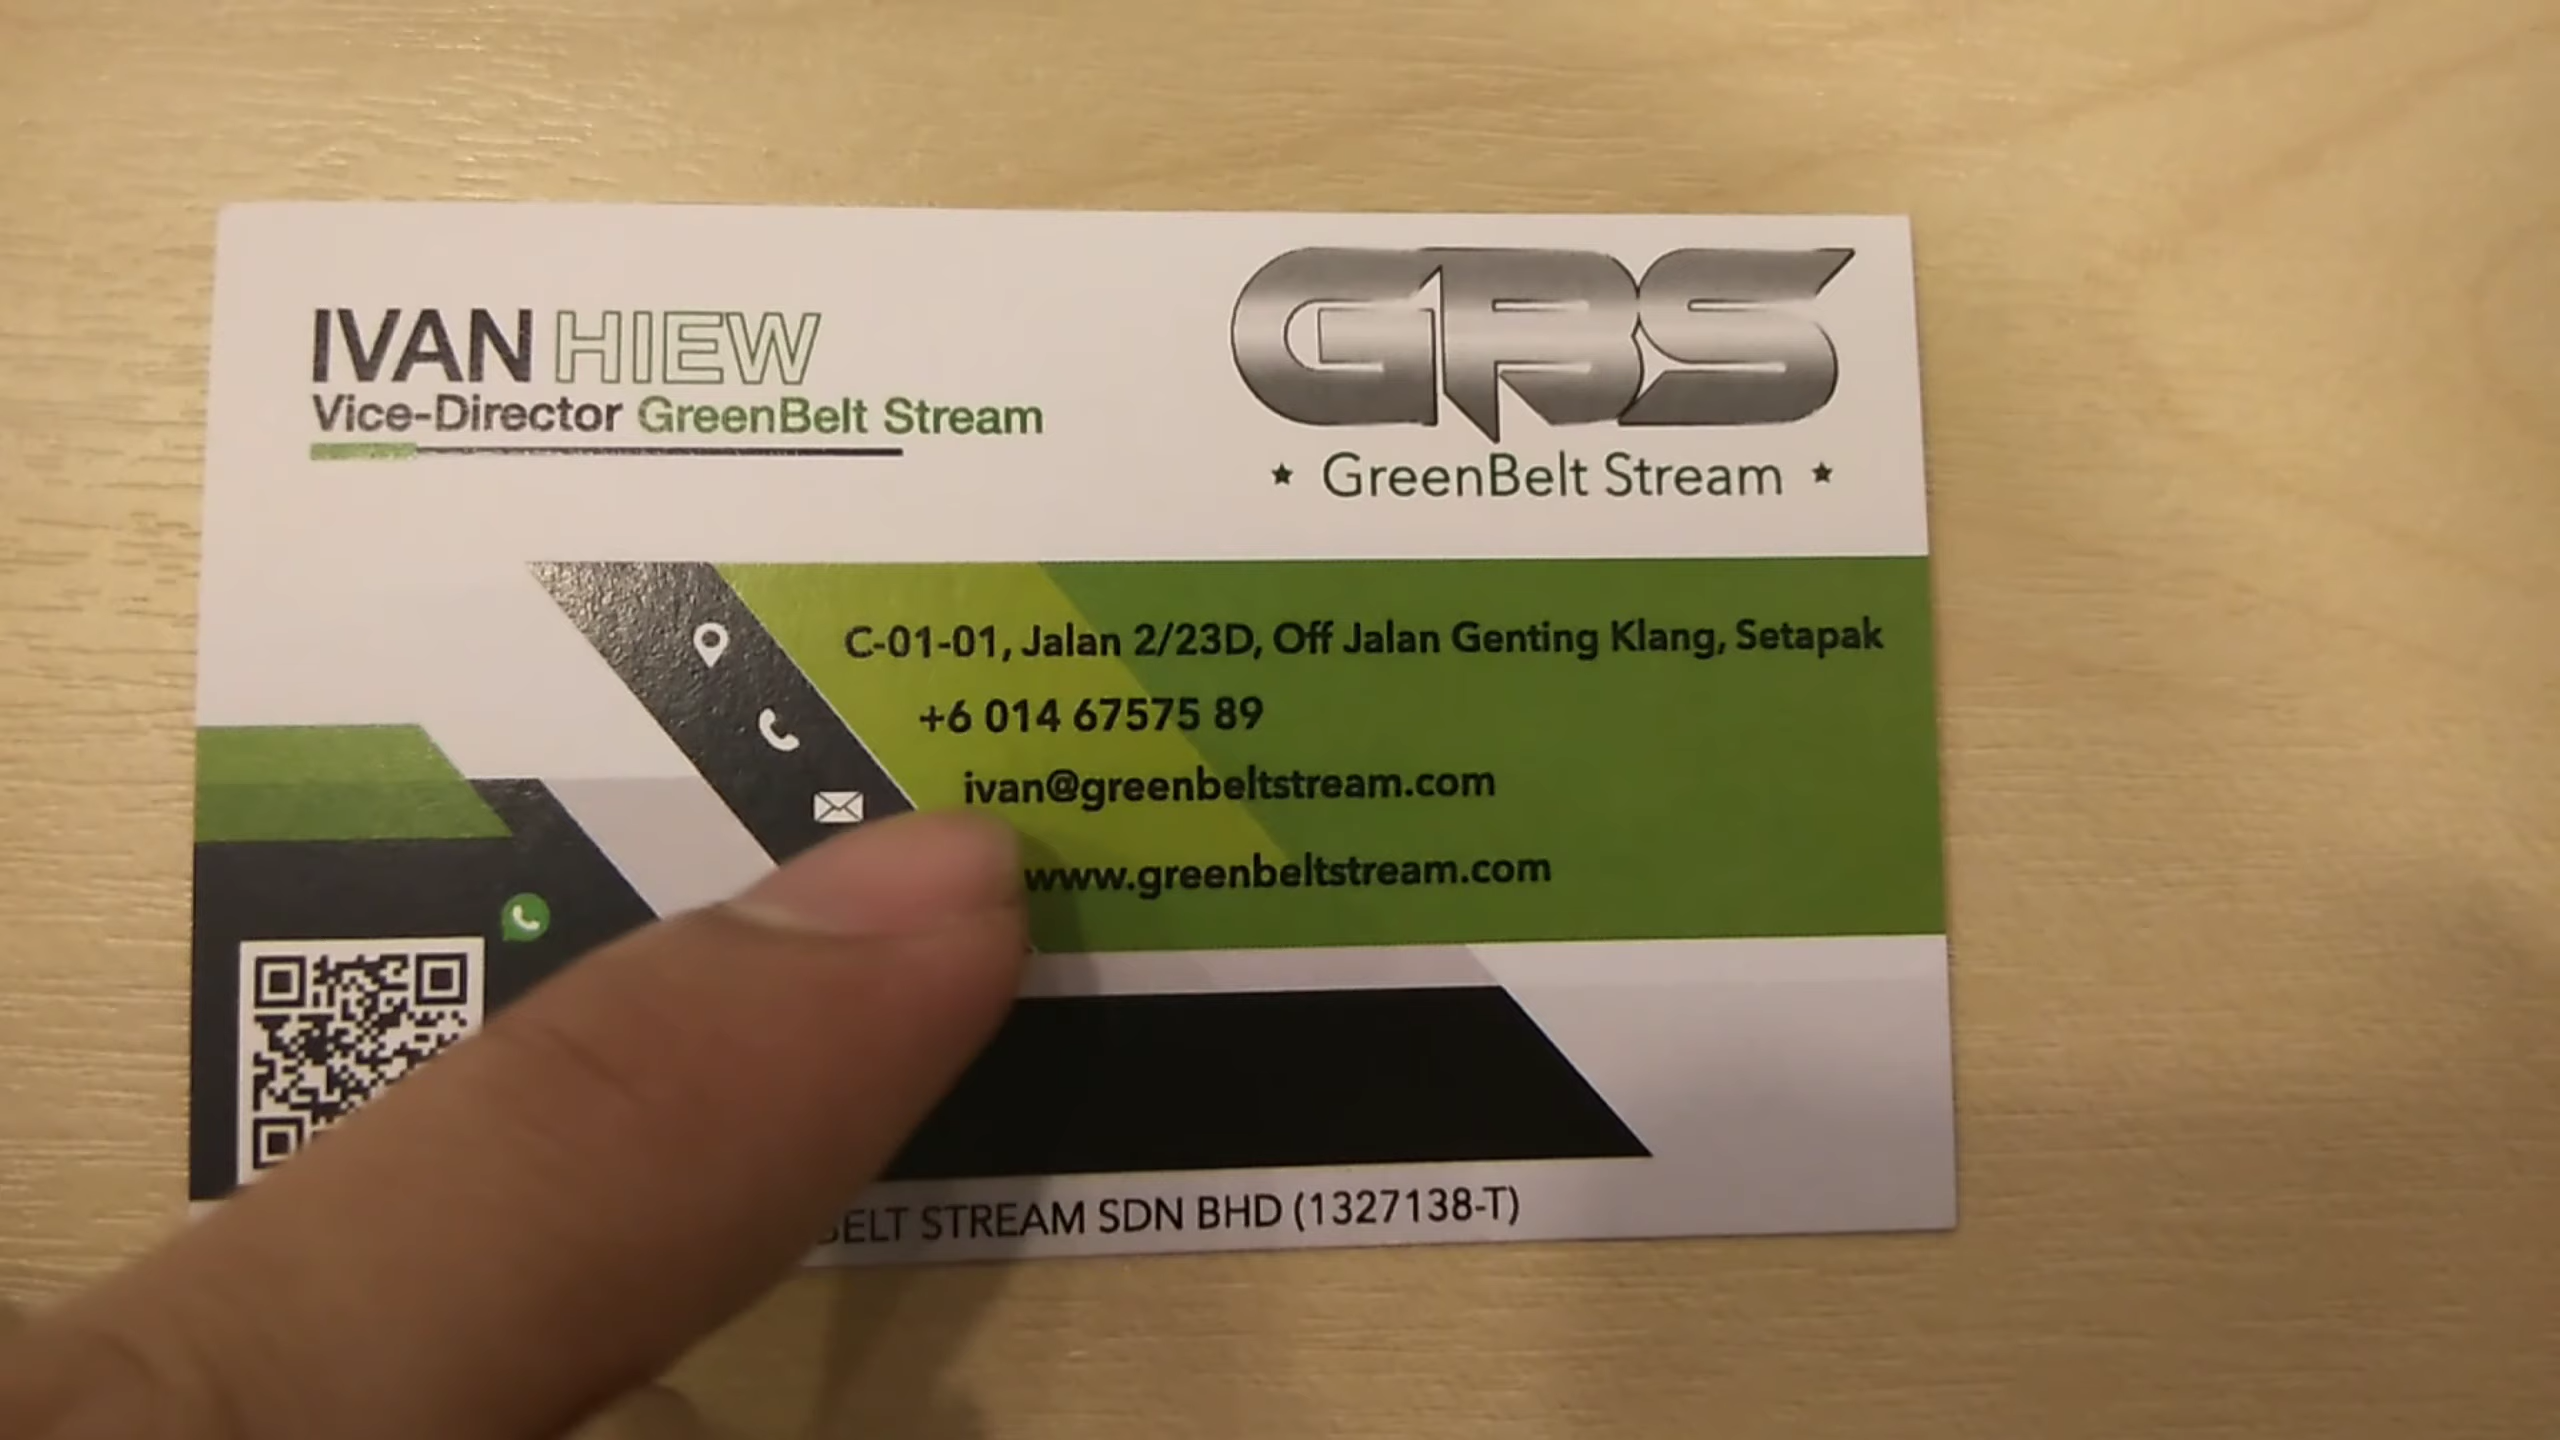 IVAN HIEW
Vice-Director GreenBelt Stream
GBS
★ GreenBelt Stream ★
C-01-01, Jalan 2/23D, Off Jalan Genting Klang, Setapak
+6 014 67575 89
ivan@greenbeltstream.com
www.greenbeltstream.com
STREAM SDN BHD (1327138-T)